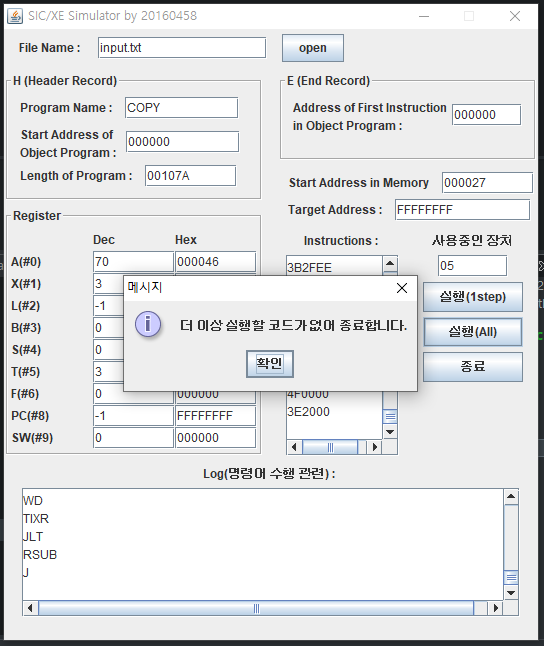 SIC/XE Simulator by 20160458
File Name : input.txt open
H (Header Record)
Program Name : COPY
Start Address of
Object Program : 000000
Length of Program : 00107A
E (End Record)
Address of First Instruction
in Object Program : 000000
Start Address in Memory 000027
Target Address : FFFFFFFF
Register
Dec Hex
A(#0) 70 000046
X(#1) 3
L(#2) -1
B(#3) 0
S(#4) 0
T(#5) 3
F(#6) 0 000000
PC(#8) -1 FFFFFFFF
SW(#9) 0 000000
Instructions :
3B2FEE
4F0000
3E2000
사용중인 장치
05
실행(1step)
실행(All)
종료
메시지
더 이상 실행할 코드가 없어 종료합니다.
확인
Log(명령어 수행 관련) :
WD
TIXR
JLT
RSUB
J